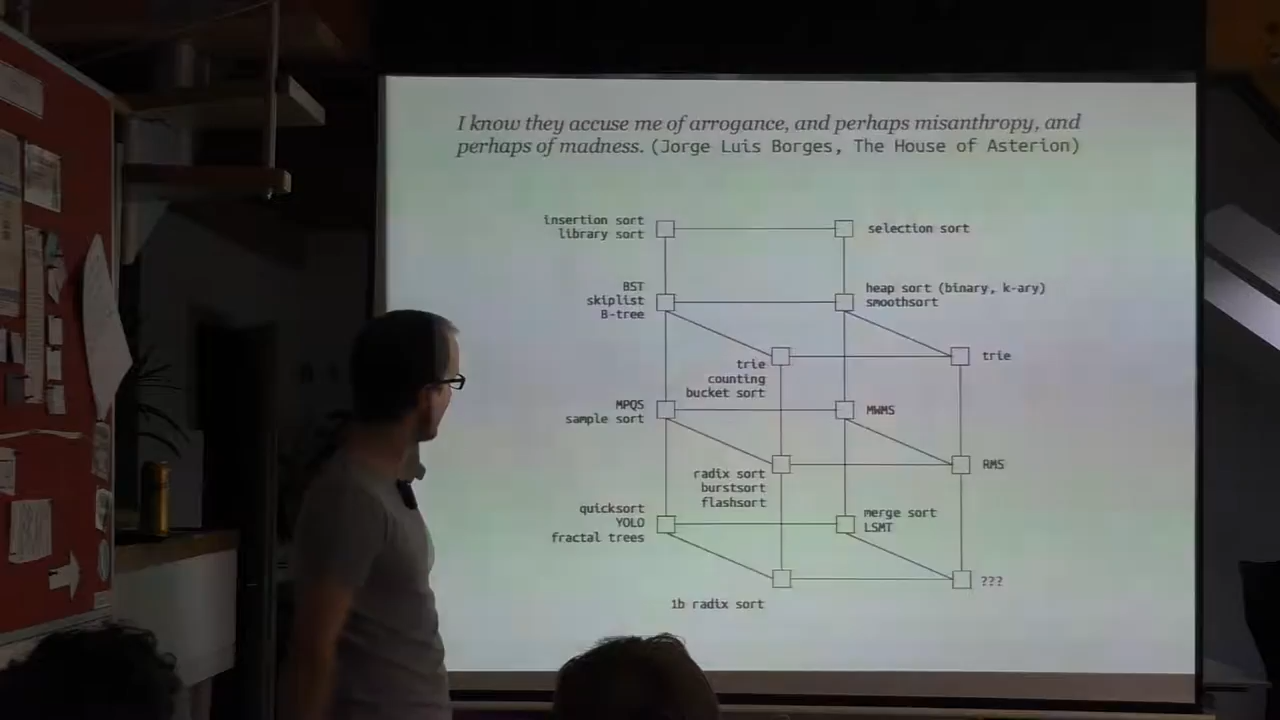 I know they accuse me of arrogance, and perhaps misanthropy, and
perhaps of madness. (Jorge Luis Borges, The House of Asterion)
insertion sort
library sort
selection sort
BST
skiplist
B-tree
heap sort (binary, k-ary)
smoothsort
trie
counting
bucket sort
trie
MPQS
sample sort
MWMS
radix sort
burstsort
flashsort
RMS
quicksort
YOLO
fractal trees
merge sort
LSMT
1b radix sort
???